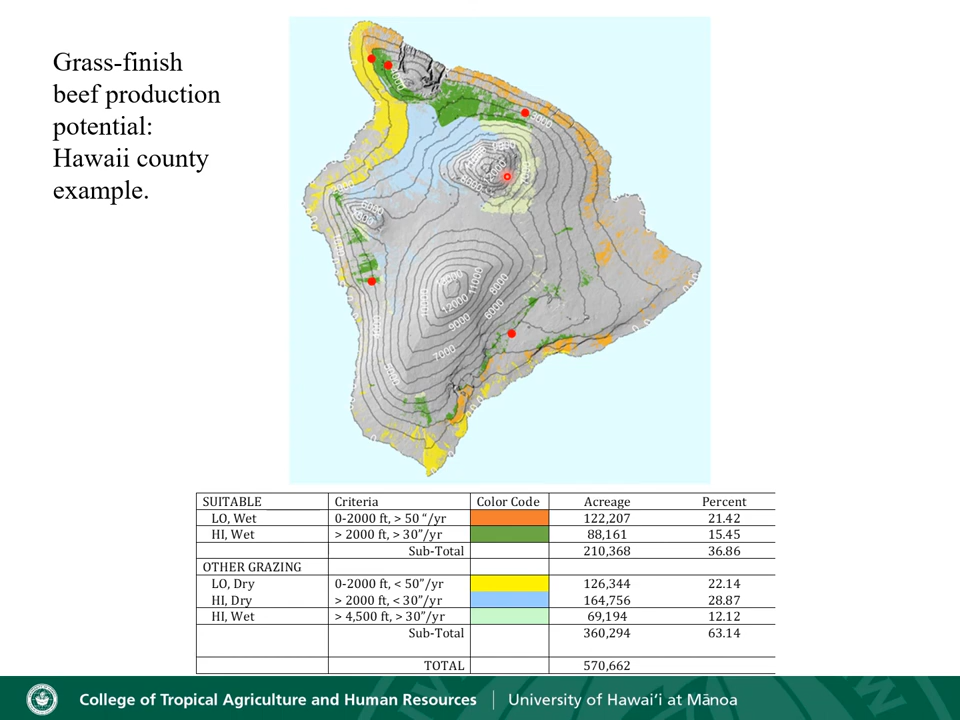 Grass-finish
beef production
potential:
Hawaii county
example.
SUITABLE Criteria Color Code Acreage Percent
LO, Wet 0-2000 ft, > 50 “/yr 122,207 21.42
HI, Wet > 2000 ft, > 30”/yr 88,161 15.45
Sub-Total 210,368 36.86
OTHER GRAZING
LO, Dry 0-2000 ft, < 50”/yr 126,344 22.14
HI, Dry > 2000 ft, < 30”/yr 164,756 28.87
HI, Wet > 4,500 ft, > 30”/yr 69,194 12.12
Sub-Total 360,294 63.14
TOTAL 570,662
College of Tropical Agriculture and Human Resources | University of Hawai‘i at Mānoa